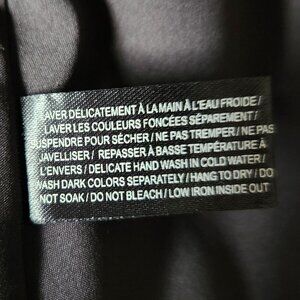 LAVER DÉLICATEMENT À LA MAIN À L'EAU FROIDE /
LAVER LES COULEURS FONCÉES SÉPAREMENT /
SUSPENDRE POUR SÉCHER / NE PAS TREMPER / NE PAS
JAVELLISER / REPASSER À BASSE TEMPÉRATURE À
L'ENVERS / DELICATE HAND WASH IN COLD WATER /
WASH DARK COLORS SEPARATELY / HANG TO DRY / DO
NOT SOAK / DO NOT BLEACH / LOW IRON INSIDE OUT